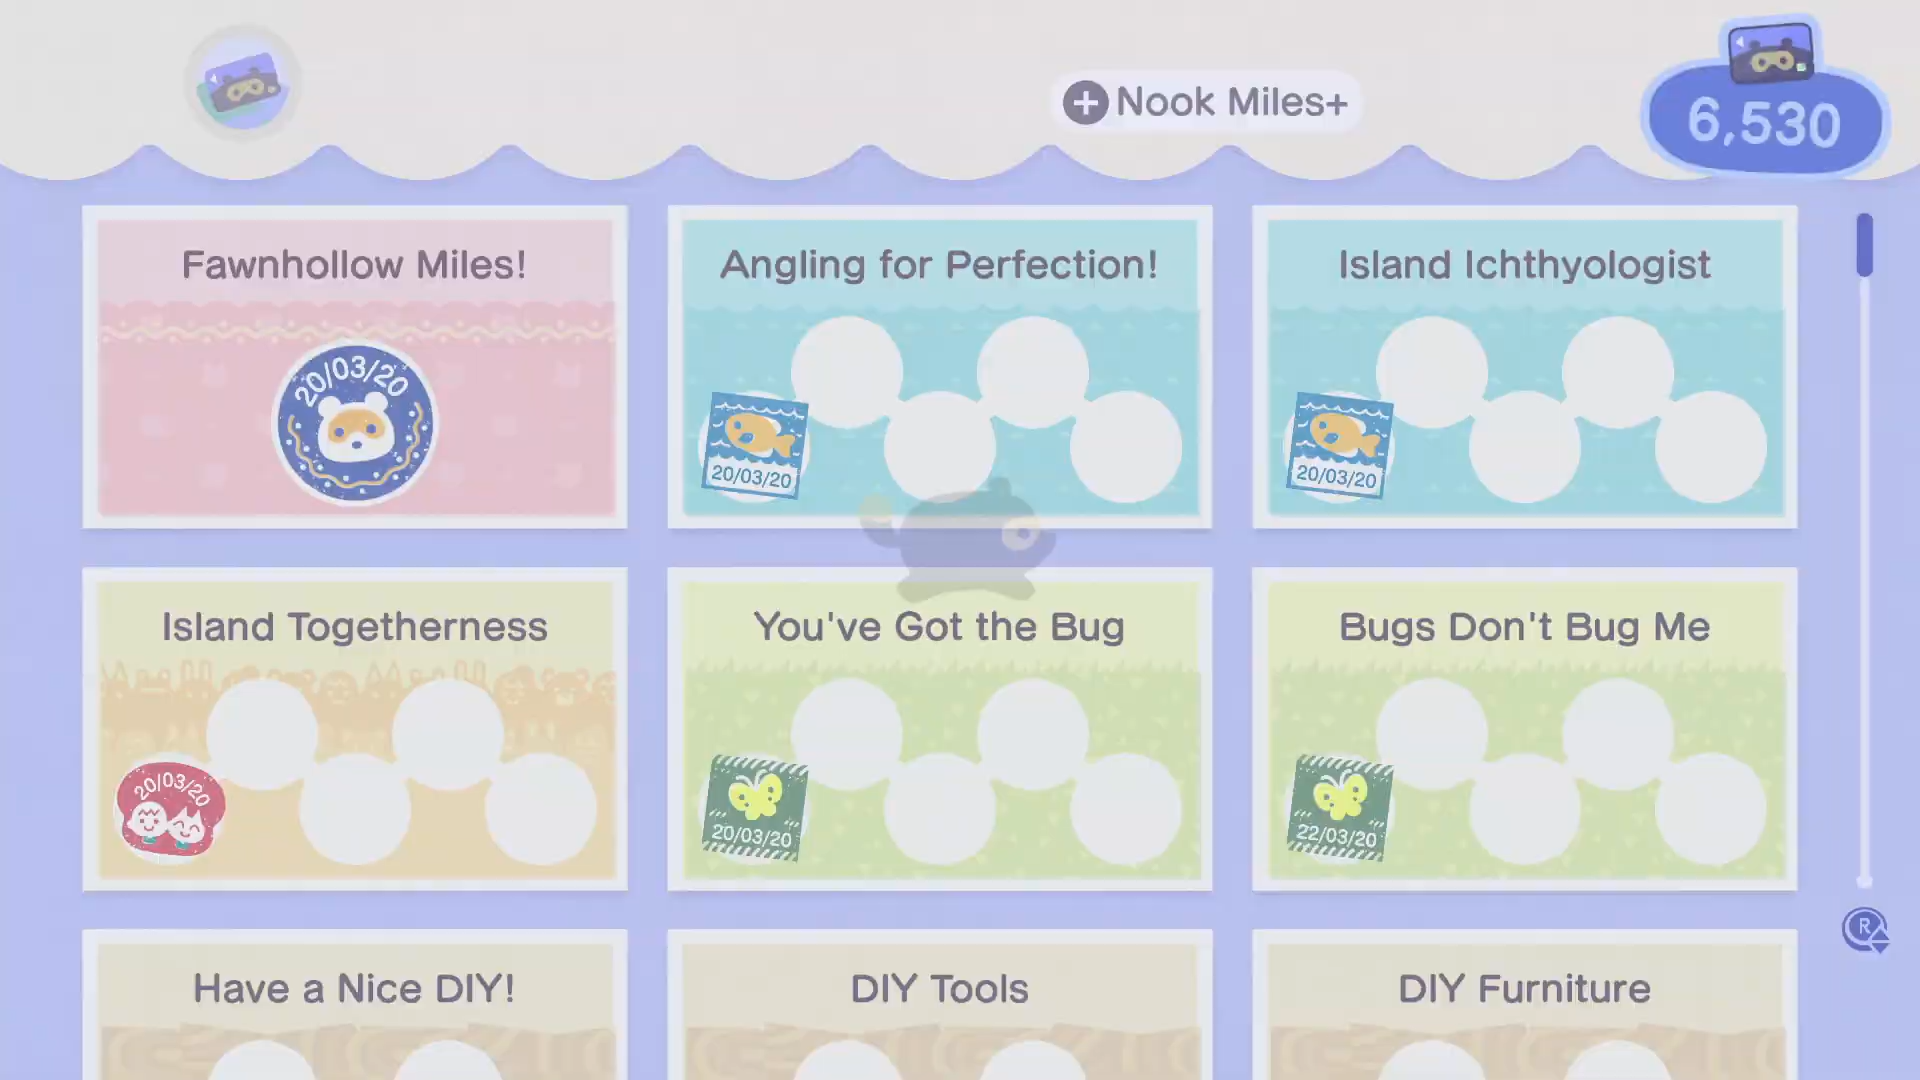 Nook Miles+
6,530
Fawnhollow Miles!
20/03/20
Angling for Perfection!
20/03/20
Island Ichthyologist
20/03/20
Island Togetherness
20/03/20
You've Got the Bug
20/03/20
Bugs Don't Bug Me
22/03/20
R
Have a Nice DIY!
DIY Tools
DIY Furniture